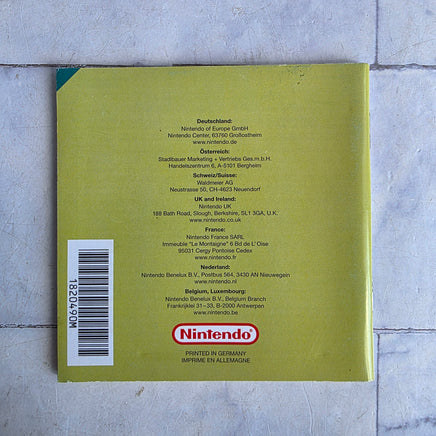 Deutschland:
Nintendo of Europe GmbH
Nintendo Center, 63760 Großostheim
www.nintendo.de
Österreich:
Stadlbauer Marketing + Vertriebs Ges.m.b.H.
Handelszentrum 6, A-5101 Bergheim
Schweiz/Suisse:
Waldmeier AG
Neustrasse 50, CH-4623 Neuendorf
UK and Ireland:
Nintendo UK
188 Bath Road, Slough, Berkshire, SL1 3GA, U.K.
www.nintendo.co.uk
France:
Nintendo France SARL
Immeuble "Le Montaigne" 6 Bd de L'Oise
95031 Cergy Pontoise Cedex
www.nintendo.fr
Nederland:
Nintendo Benelux B.V., Postbus 564, 3430 AN Nieuwegein
www.nintendo.nl
Belgium, Luxembourg:
Nintendo Benelux B.V., Belgium Branch
Frankrijklei 31–33, B-2000 Antwerpen
www.nintendo.be
1820490M
Nintendo®
PRINTED IN GERMANY
IMPRIME EN ALLEMAGNE